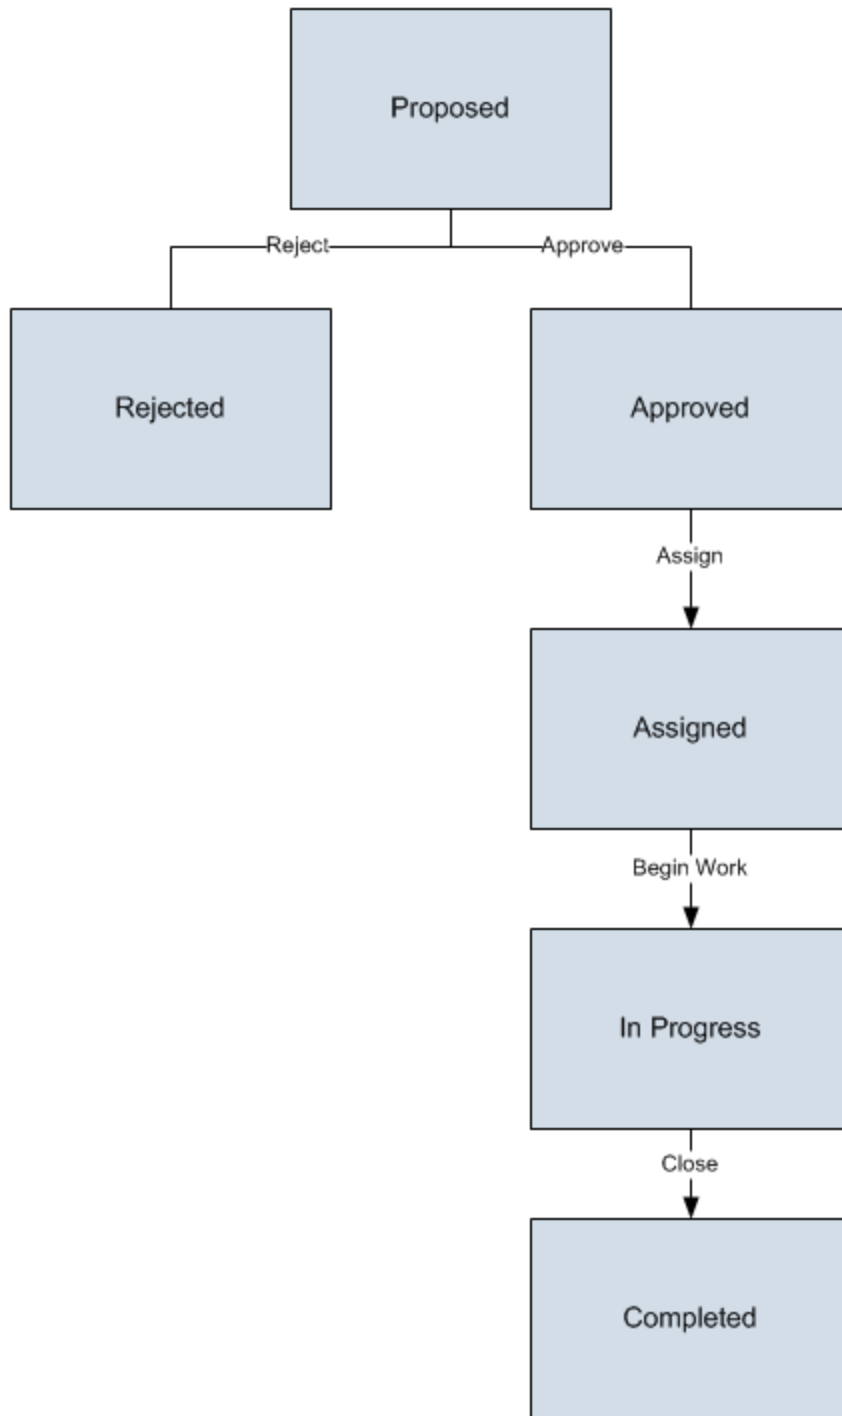 Proposed
Reject
Approve
Rejected
Approved
Assign
Assigned
Begin Work
In Progress
Close
Completed